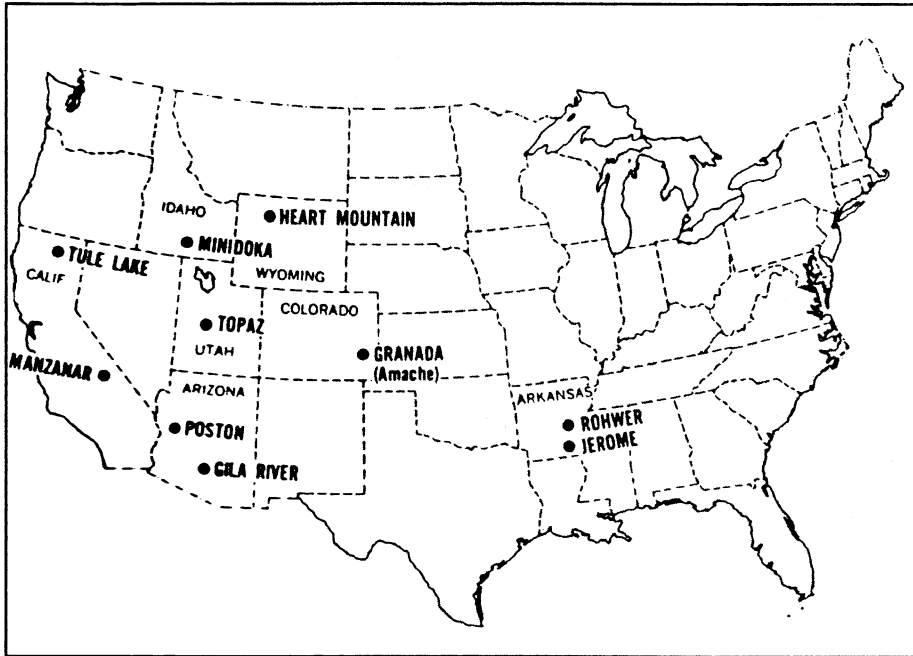 IDAHO
HEART MOUNTAIN
MINIDOKA
TULE LAKE
CALIF
WYOMING
COLORADO
TOPAZ
UTAH
GRANADA
(Amache)
MANZANAR
ARIZONA
ARKANSAS
ROHWER
POSTON
JEROME
GILA RIVER